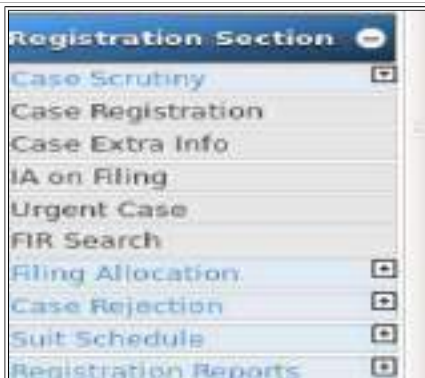 Registration Section
Case Scrutiny
Case Registration
Case Extra Info
IA on Filing
Urgent Case
FIR Search
Filing Allocation
Case Rejection
Suit Schedule
Registration Reports